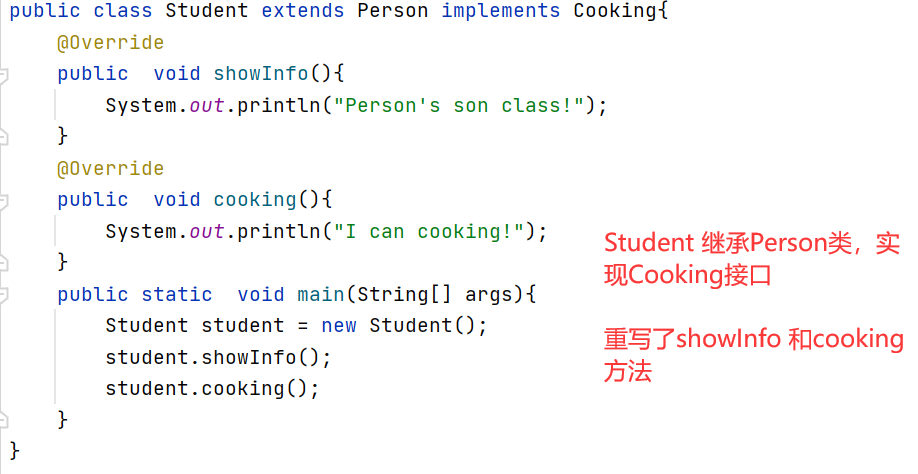 public class Student extends Person implements Cooking{
    @Override
    public  void showInfo(){
        System.out.println("Person's son class!");
    }
    @Override
    public  void cooking(){
        System.out.println("I can cooking!");
    }
    public static  void main(String[] args){
        Student student = new Student();
        student.showInfo();
        student.cooking();
    }
}
Student 继承Person类，实
现Cooking接口
重写了showInfo 和cooking
方法